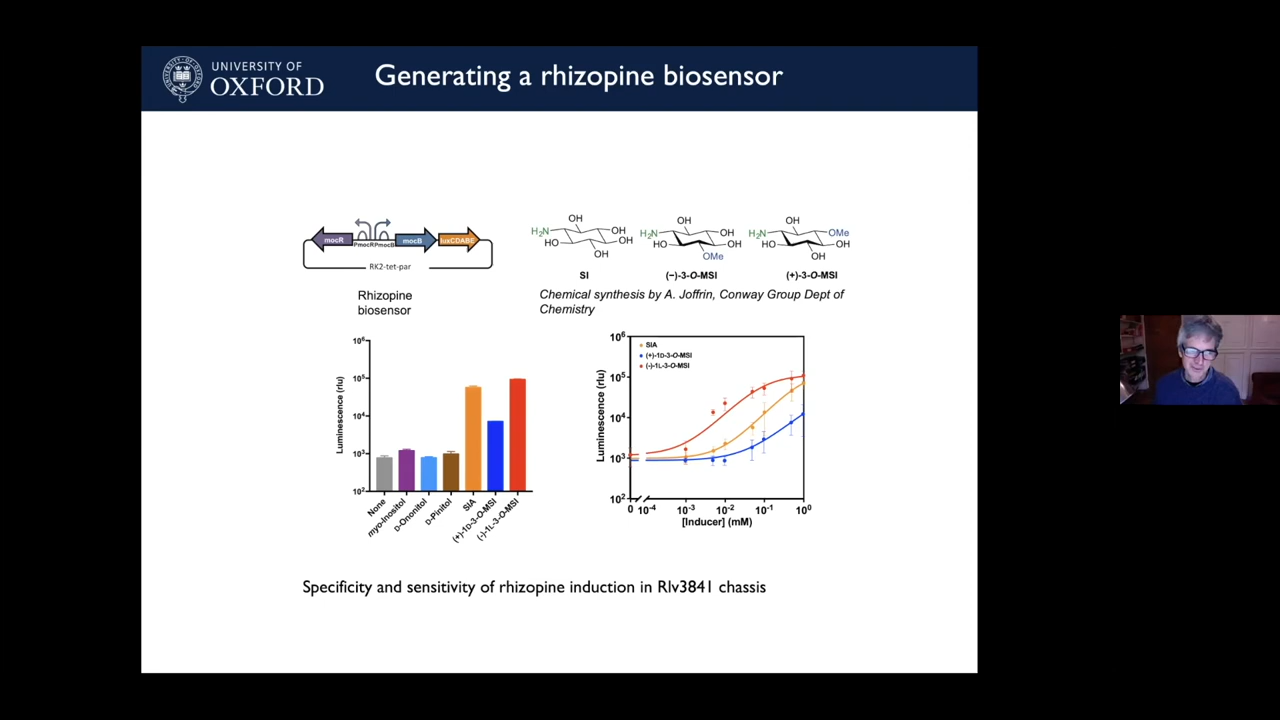 UNIVERSITY OF
OXFORD
Generating a rhizopine biosensor
mocR
PmocRPmocB
mocB
luxCDABE
RK2-tet-par
Rhizopine
biosensor
OH
H₂N
OH
HO
OH
OH
SI
OH
H₂N
OH
HO
OH
OMe
(−)-3-O-MSI
OH
H₂N
OMe
HO
OH
OH
(+)-3-O-MSI
Chemical synthesis by A. Joffrin, Conway Group Dept of
Chemistry
Luminescence (rlu)
10⁶
10⁵
10⁴
10³
10²
None
myo-Inositol
D-Ononitol
D-Pinitol
SIA
(+)-1D-3-O-MSI
(-)-1L-3-O-MSI
Luminescence (rlu)
10⁶
10⁵
10⁴
10³
10²
SIA
(+)-1D-3-O-MSI
(-)-1L-3-O-MSI
0 10⁻⁴ 10⁻³ 10⁻² 10⁻¹ 10⁰
[Inducer] (mM)
Specificity and sensitivity of rhizopine induction in Rlv3841 chassis